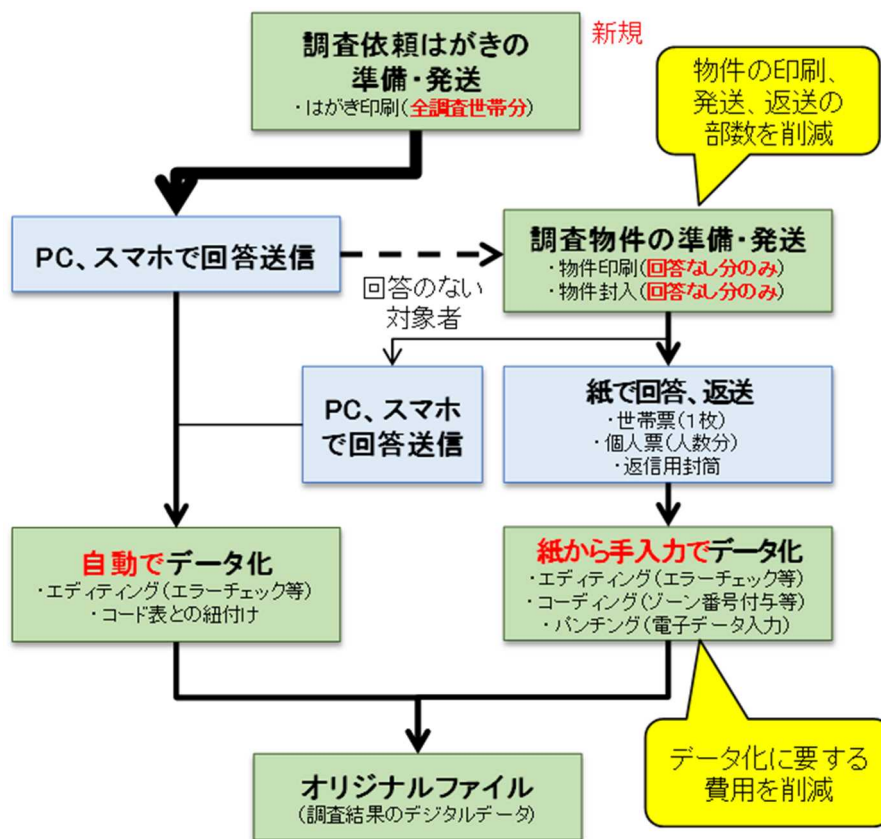 調査依頼はがきの
準備・発送
・はがき印刷(全調査世帯分)
新規
物件の印刷、
発送、返送の
部数を削減
PC、スマホで回答送信
回答のない
対象者
調査物件の準備・発送
・物件印刷(回答なし分のみ)
・物件封入(回答なし分のみ)
PC、スマホ
で回答送信
紙で回答、返送
・世帯票(1枚)
・個人票(人数分)
・返信用封筒
自動でデータ化
・エディティング(エラーチェック等)
・コード表との紐付け
紙から手入力でデータ化
・エディティング(エラーチェック等)
・コーディング(ゾーン番号付与等)
・パンチング(電子データ入力)
オリジナルファイル
(調査結果のデジタルデータ)
データ化に要する
費用を削減